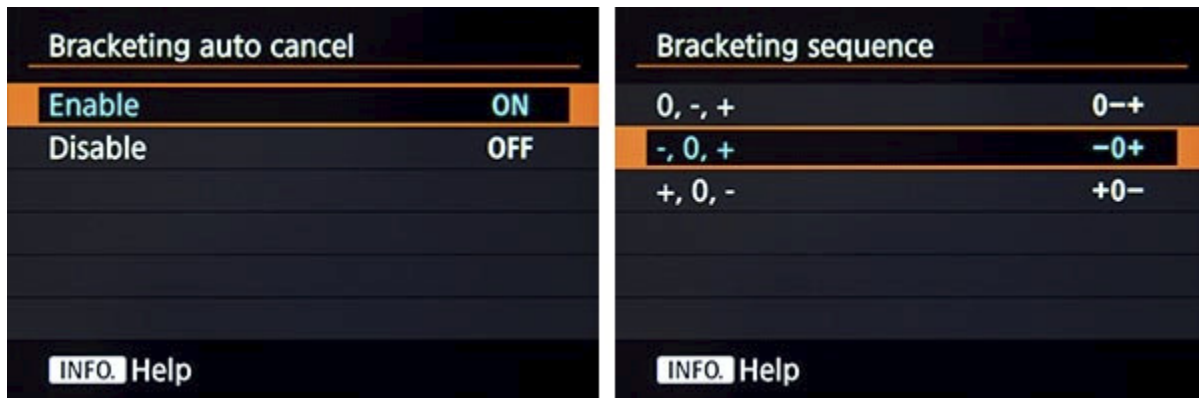 Bracketing auto cancel
Enable ON
Disable OFF
INFO. Help
Bracketing sequence
0, -, + 0−+
-, 0, + −0+
+, 0, - +0−
INFO. Help